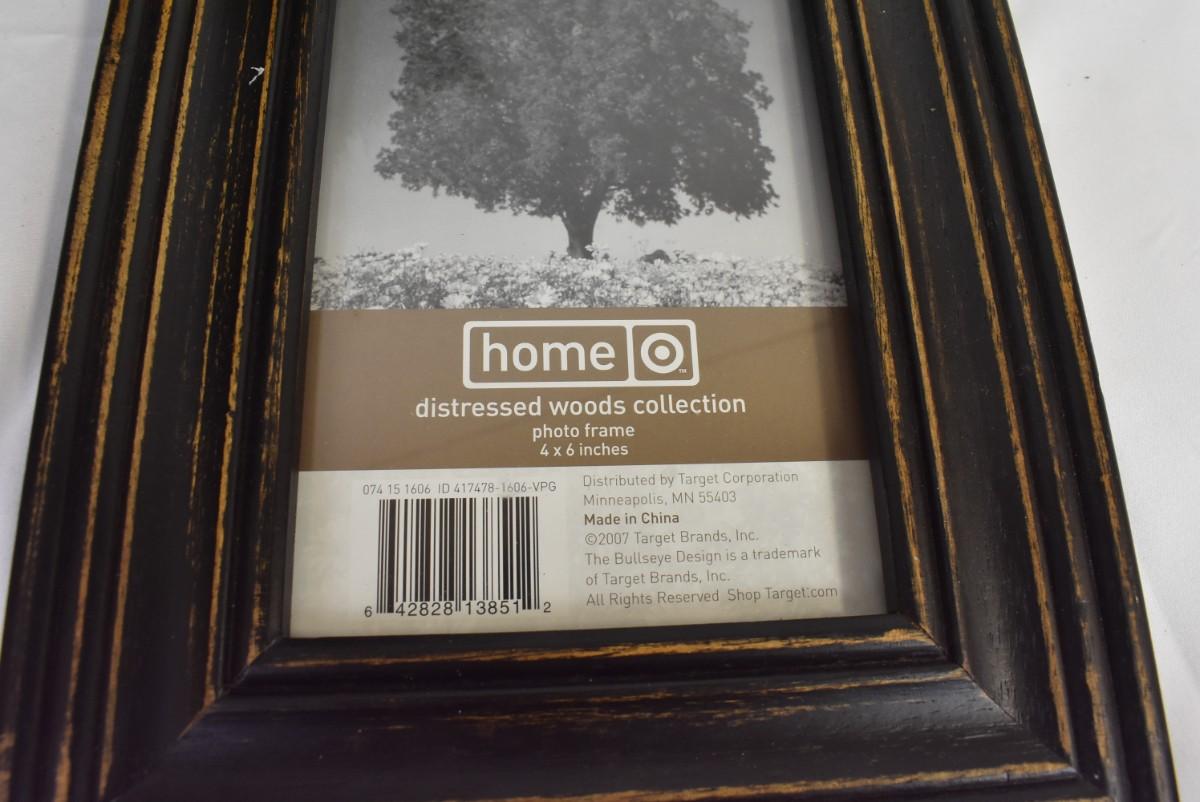 home TM
distressed woods collection
photo frame
4 x 6 inches
074 15 1606 ID 417478-1606-VPG
6 42828 13851 2
Distributed by Target Corporation
Minneapolis, MN 55403
Made in China
©2007 Target Brands, Inc.
The Bullseye Design is a trademark
of Target Brands, Inc.
All Rights Reserved Shop Target.com